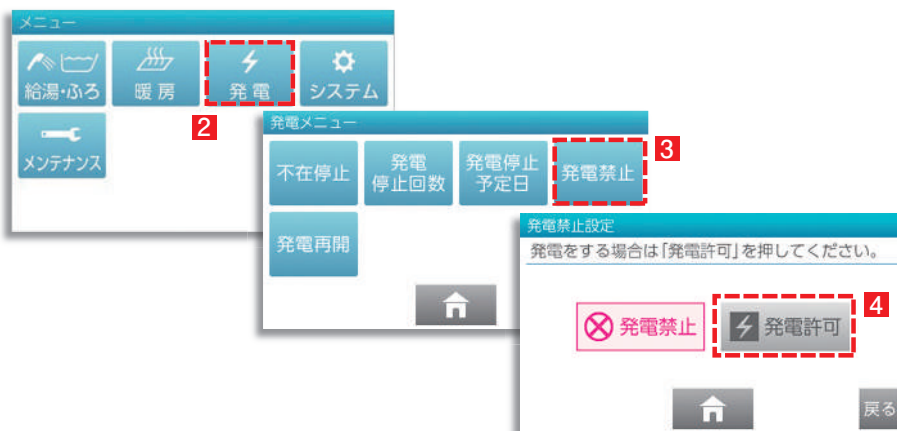 メニュー
給湯・ふろ
暖房
発電
システム
2
メンテナンス
発電メニュー
不在停止
発電
停止回数
発電停止
予定日
発電禁止
3
発電再開
発電禁止設定
発電をする場合は「発電許可」を押してください。
発電禁止
発電許可
4
戻る